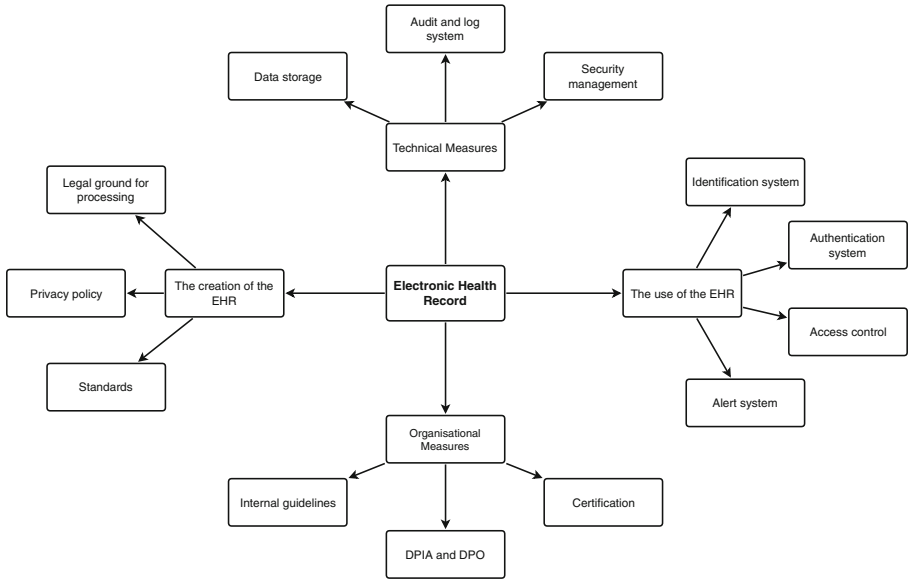 Audit and log
system
Data storage
Security
management
Technical Measures
Legal ground for
processing
Identification system
Authentication
system
Privacy policy
The creation of the
EHR
Electronic Health
Record
The use of the EHR
Access control
Standards
Alert system
Organisational
Measures
Internal guidelines
Certification
DPIA and DPO